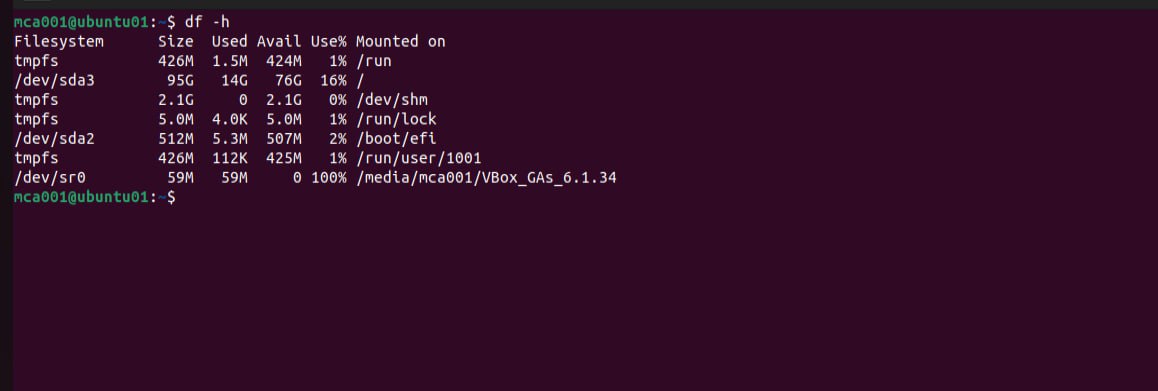 mca001@ubuntu01:~$ df -h
Filesystem      Size  Used Avail Use% Mounted on
tmpfs           426M  1.5M  424M   1% /run
/dev/sda3        95G   14G   76G  16% /
tmpfs           2.1G     0  2.1G   0% /dev/shm
tmpfs           5.0M  4.0K  5.0M   1% /run/lock
/dev/sda2       512M  5.3M  507M   2% /boot/efi
tmpfs           426M  112K  425M   1% /run/user/1001
/dev/sr0         59M   59M     0 100% /media/mca001/VBox_GAs_6.1.34
mca001@ubuntu01:~$